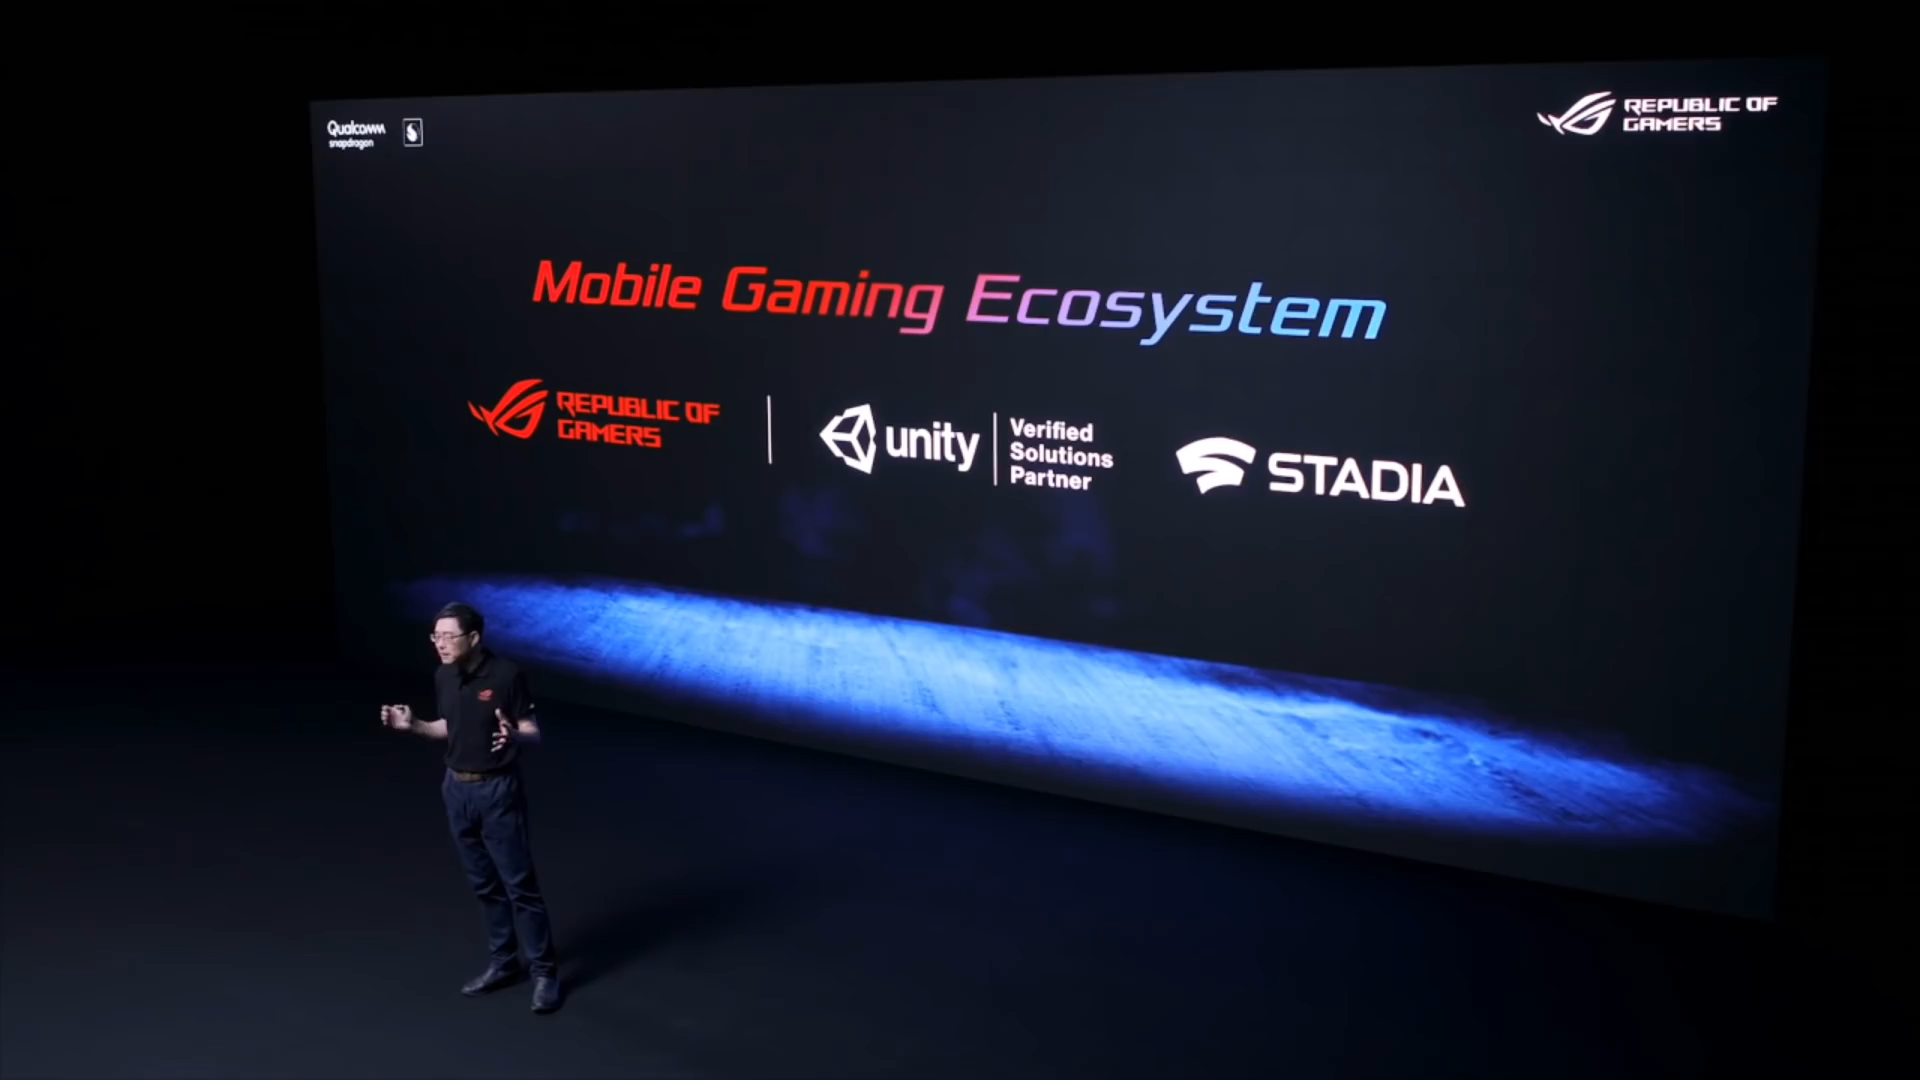 Qualcomm
snapdragon
REPUBLIC OF
GAMERS
Mobile Gaming Ecosystem
REPUBLIC OF
GAMERS
unity
Verified
Solutions
Partner
STADIA